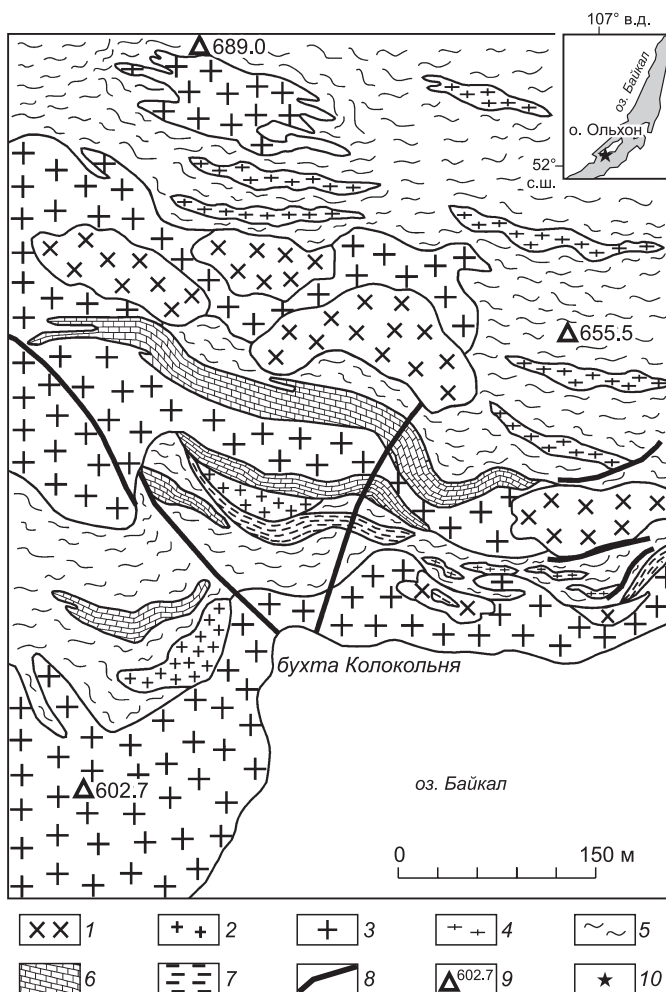 107° в.д.
689.0
оз. Байкал
о. Ольхон
52°
с.ш.
655.5
бухта Колокольня
602.7
оз. Байкал
0 150 м
1 2 3 4 5
6 7 8 602.7 9 10